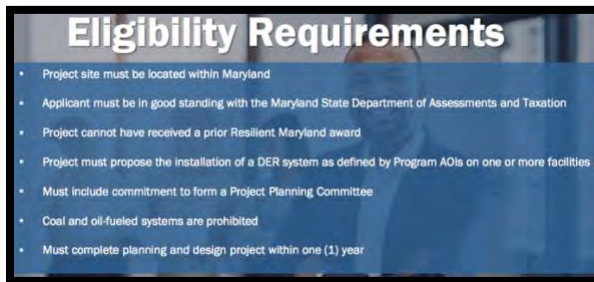 Eligibility Requirements
▪ Project site must be located within Maryland
▪ Applicant must be in good standing with the Maryland State Department of Assessments and Taxation
▪ Project cannot have received a prior Resilient Maryland award
▪ Project must propose the installation of a DER system as defined by Program AOIs on one or more facilities
▪ Must include commitment to form a Project Planning Committee
▪ Coal and oil-fueled systems are prohibited
▪ Must complete planning and design project within one (1) year